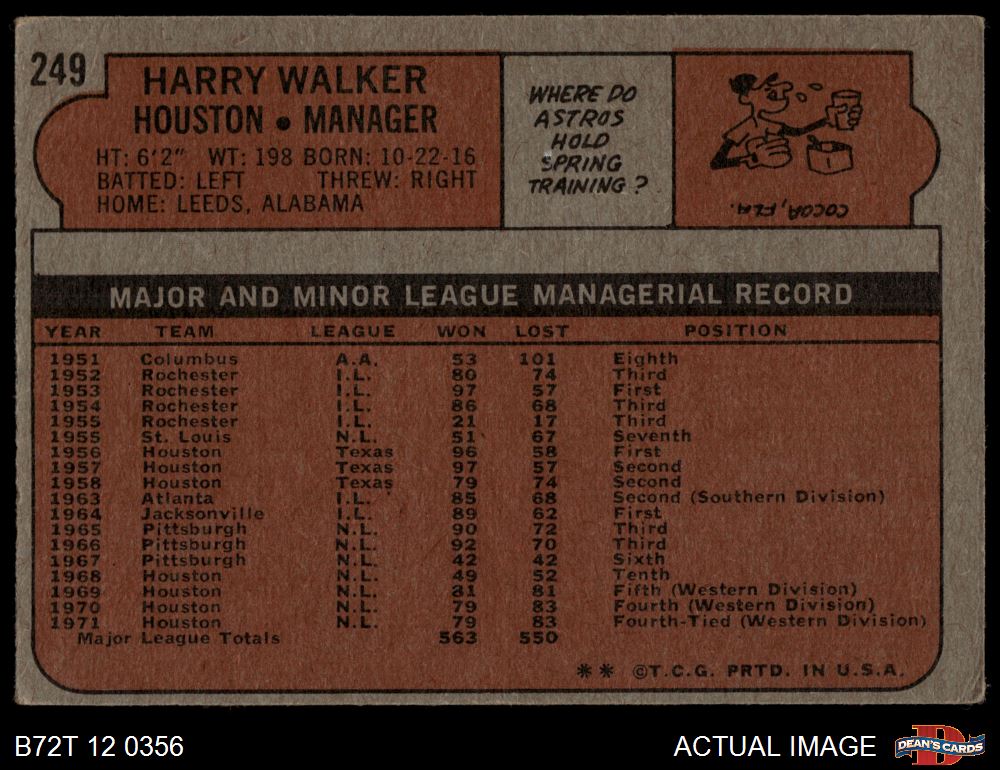 249
HARRY WALKER
HOUSTON • MANAGER
HT: 6'2" WT: 198 BORN: 10-22-16
BATTED: LEFT THREW: RIGHT
HOME: LEEDS, ALABAMA
WHERE DO
ASTROS
HOLD
SPRING
TRAINING?
COCOA, FLA.
MAJOR AND MINOR LEAGUE MANAGERIAL RECORD
YEAR TEAM LEAGUE WON LOST POSITION
1951 Columbus A.A. 53 101 Eighth
1952 Rochester I.L. 80 74 Third
1953 Rochester I.L. 97 57 First
1954 Rochester I.L. 86 68 Third
1955 Rochester I.L. 21 17 Third
1955 St. Louis N.L. 51 67 Seventh
1956 Houston Texas 96 58 First
1957 Houston Texas 97 57 Second
1958 Houston Texas 79 74 Second
1963 Atlanta I.L. 85 68 Second (Southern Division)
1964 Jacksonville I.L. 89 62 First
1965 Pittsburgh N.L. 90 72 Third
1966 Pittsburgh N.L. 92 70 Third
1967 Pittsburgh N.L. 42 42 Sixth
1968 Houston N.L. 49 52 Tenth
1969 Houston N.L. 81 81 Fifth (Western Division)
1970 Houston N.L. 79 83 Fourth (Western Division)
1971 Houston N.L. 79 83 Fourth-Tied (Western Division)
Major League Totals 563 550
** ©T.C.G. PRTD. IN U.S.A.
B72T 12 0356
ACTUAL IMAGE
DEAN'S CARDS